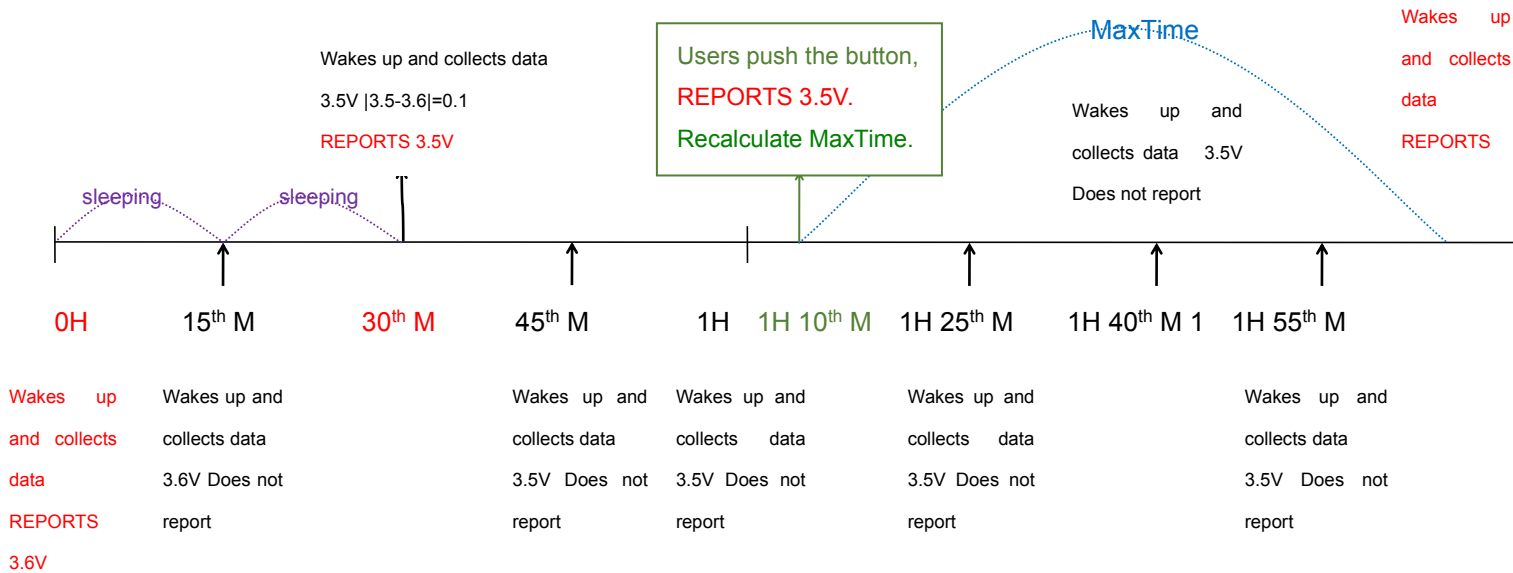 Wakes up and collects data
3.5V |3.5-3.6|=0.1
REPORTS 3.5V
Users push the button,
REPORTS 3.5V.
Recalculate MaxTime.
MaxTime
Wakes up and
collects data 3.5V
Does not report
Wakes up
and collects
data
REPORTS
sleeping
sleeping
0H
15th M
30th M
45th M
1H
1H 10th M
1H 25th M
1H 40th M 1
1H 55th M
Wakes up
and collects
data
REPORTS
3.6V
Wakes up and
collects data
3.6V Does not
report
Wakes up and
collects data
3.5V Does not
report
Wakes up and
collects data
3.5V Does not
report
Wakes up and
collects data
3.5V Does not
report
Wakes up and
collects data
3.5V Does not
report